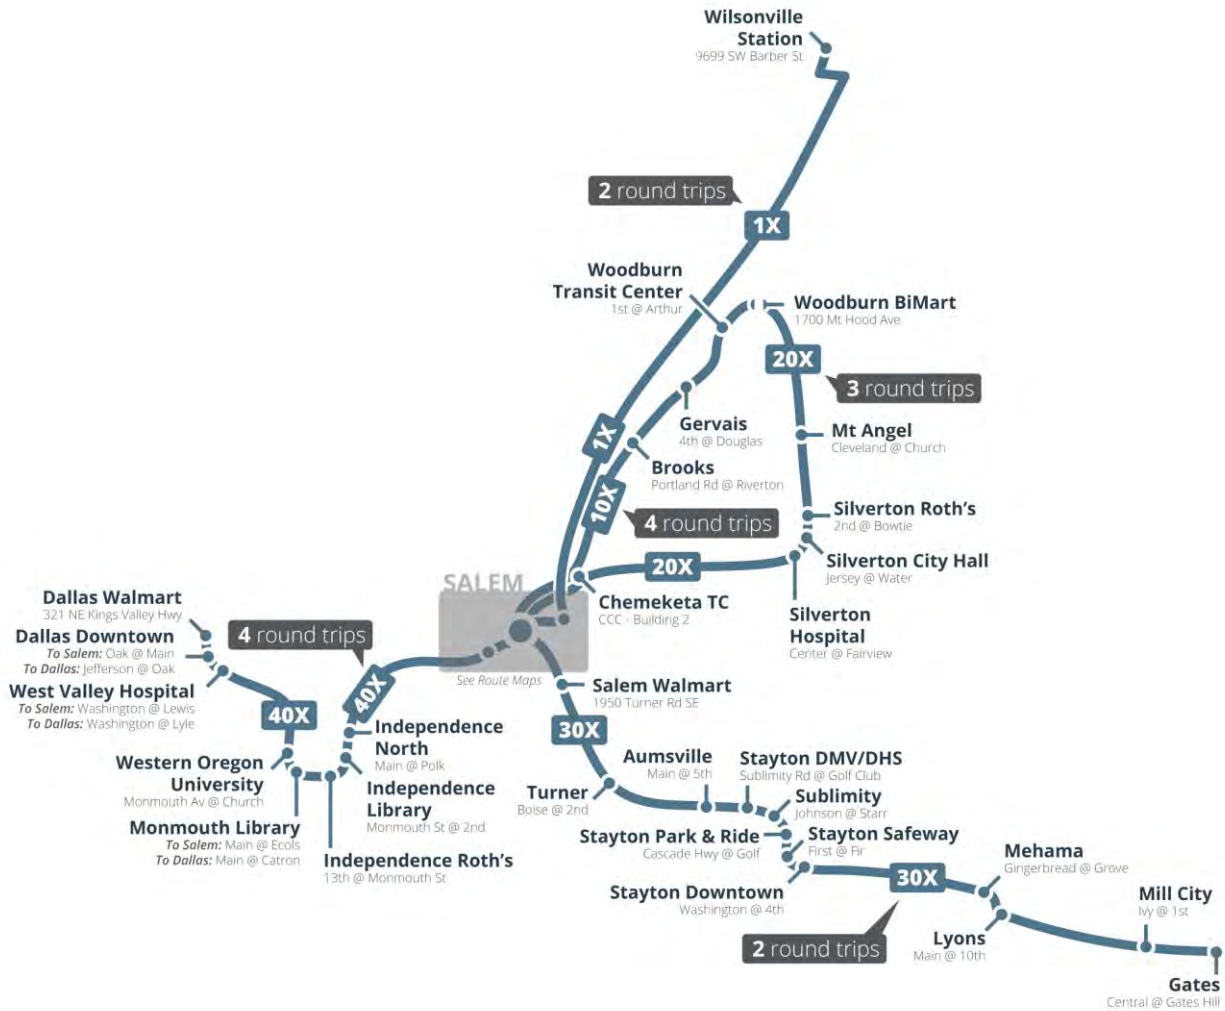 Wilsonville
Station
9699 SW Barber St
2 round trips
1X
Woodburn
Transit Center
1st @ Arthur
Woodburn BiMart
1700 Mt Hood Ave
20X
3 round trips
Gervais
4th @ Douglas
Mt Angel
Cleveland @ Church
1X
Brooks
Portland Rd @ Riverton
10X
4 round trips
Silverton Roth's
2nd @ Bowtie
Silverton City Hall
Jersey @ Water
20X
SALEM
Chemeketa TC
CCC - Building 2
Silverton
Hospital
Center @ Fairview
See Route Maps
Dallas Walmart
321 NE Kings Valley Hwy
Dallas Downtown
To Salem: Oak @ Main
To Dallas: Jefferson @ Oak
West Valley Hospital
To Salem: Washington @ Lewis
To Dallas: Washington @ Lyle
4 round trips
40X
40X
Independence
North
Main @ Polk
Western Oregon
University
Monmouth Av @ Church
Independence
Library
Monmouth St @ 2nd
Monmouth Library
To Salem: Main @ Ecols
To Dallas: Main @ Catron
Independence Roth's
13th @ Monmouth St
Salem Walmart
1950 Turner Rd SE
30X
Turner
Boise @ 2nd
Aumsville
Main @ 5th
Stayton DMV/DHS
Sublimity Rd @ Golf Club
Sublimity
Johnson @ Starr
Stayton Park & Ride
Cascade Hwy @ Golf
Stayton Safeway
First @ Fir
Stayton Downtown
Washington @ 4th
30X
2 round trips
Mehama
Gingerbread @ Grove
Lyons
Main @ 10th
Mill City
Ivy @ 1st
Gates
Central @ Gates Hill